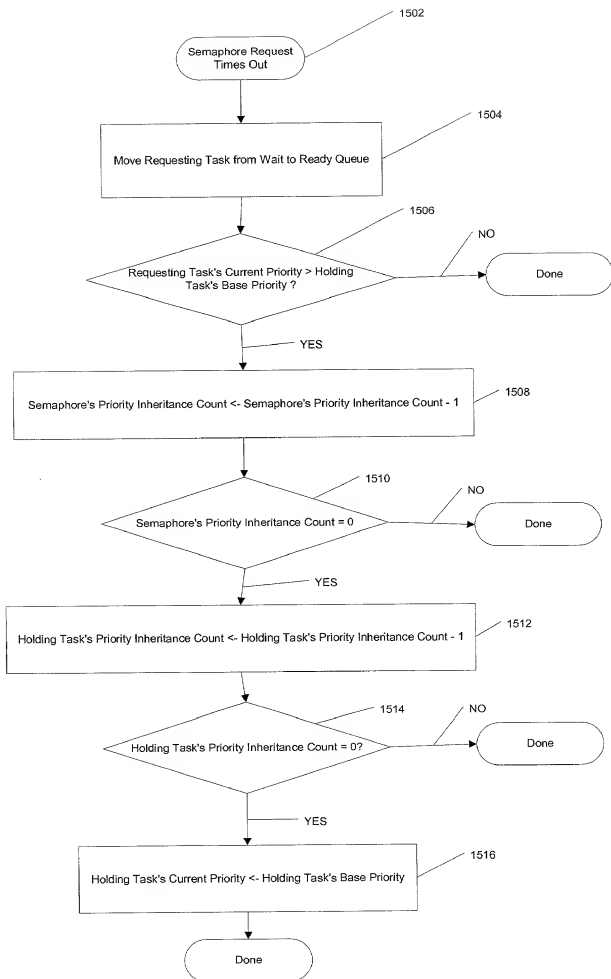 1502
Semaphore Request
Times Out
1504
Move Requesting Task from Wait to Ready Queue
1506
NO
Requesting Task's Current Priority > Holding
Task's Base Priority ?
Done
YES
Semaphore's Priority Inheritance Count <- Semaphore's Priority Inheritance Count - 1
1508
1510
NO
Semaphore's Priority Inheritance Count = 0
Done
YES
Holding Task's Priority Inheritance Count <- Holding Task's Priority Inheritance Count - 1
1512
1514
NO
Holding Task's Priority Inheritance Count = 0?
Done
YES
1516
Holding Task's Current Priority <- Holding Task's Base Priority
Done